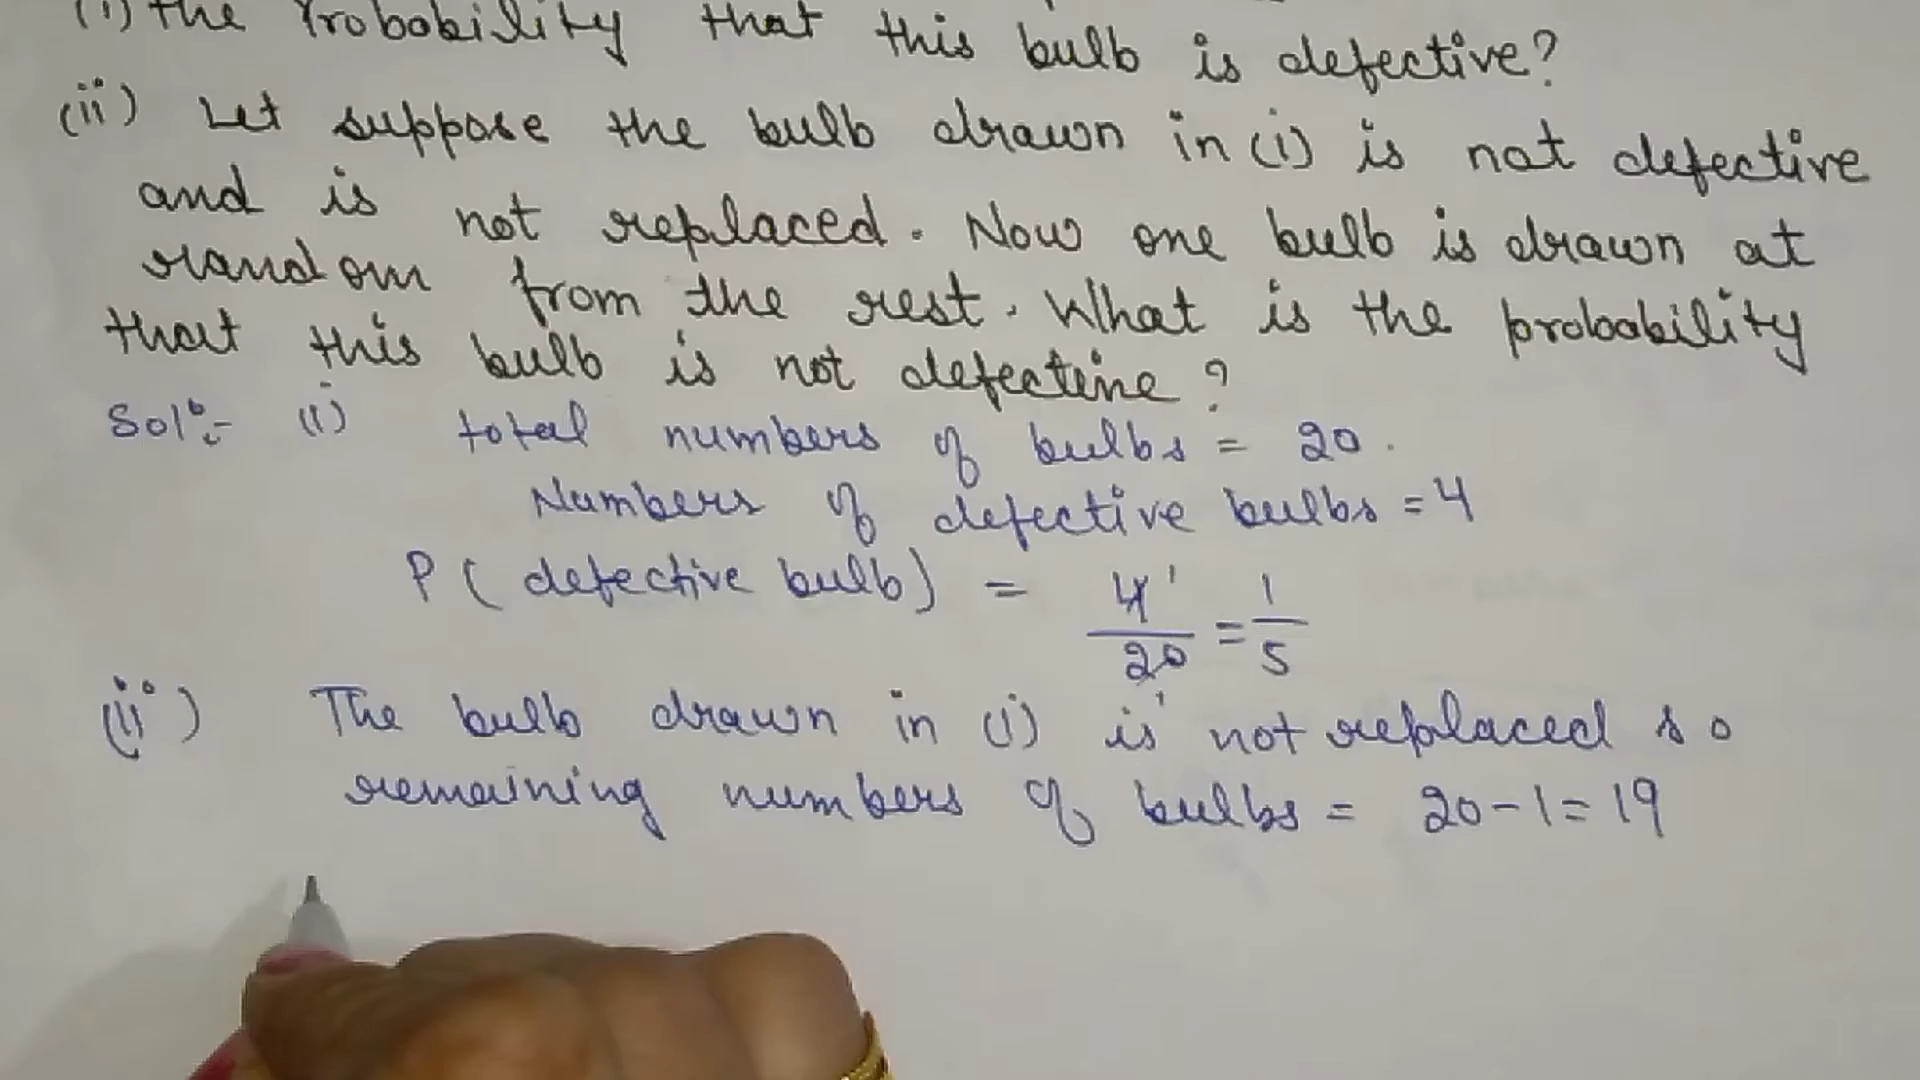 (i) the Probability that this bulb is defective?
(ii) Let suppose the bulb drawn in (i) is not defective
and is not replaced. Now one bulb is drawn at
random from the rest. What is the probability
that this bulb is not defective?
Solⁿ:- (i) total numbers of bulbs = 20.
Numbers of defective bulbs = 4
P ( defective bulb) = 4/20 = 1/5
(ii) The bulb drawn in (i) is not replaced so
remaining numbers of bulbs = 20-1=19